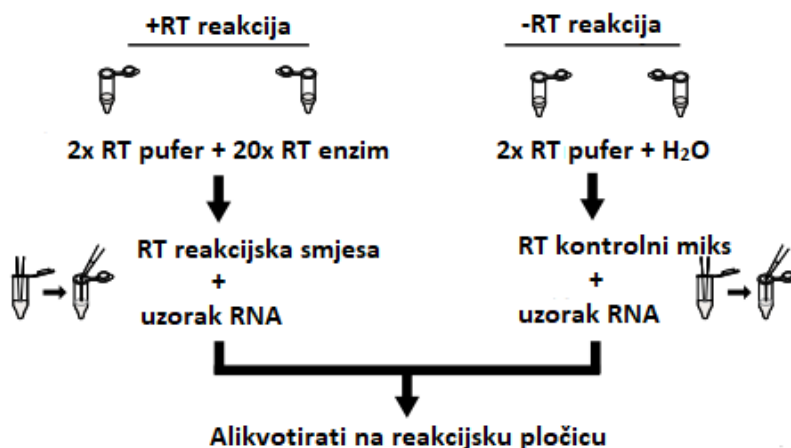 +RT reakcija
-RT reakcija
2x RT pufer + 20x RT enzim
2x RT pufer + H₂O
RT reakcijska smjesa
+
uzorak RNA
RT kontrolni miks
+
uzorak RNA
Alikvotirati na reakcijsku pločicu